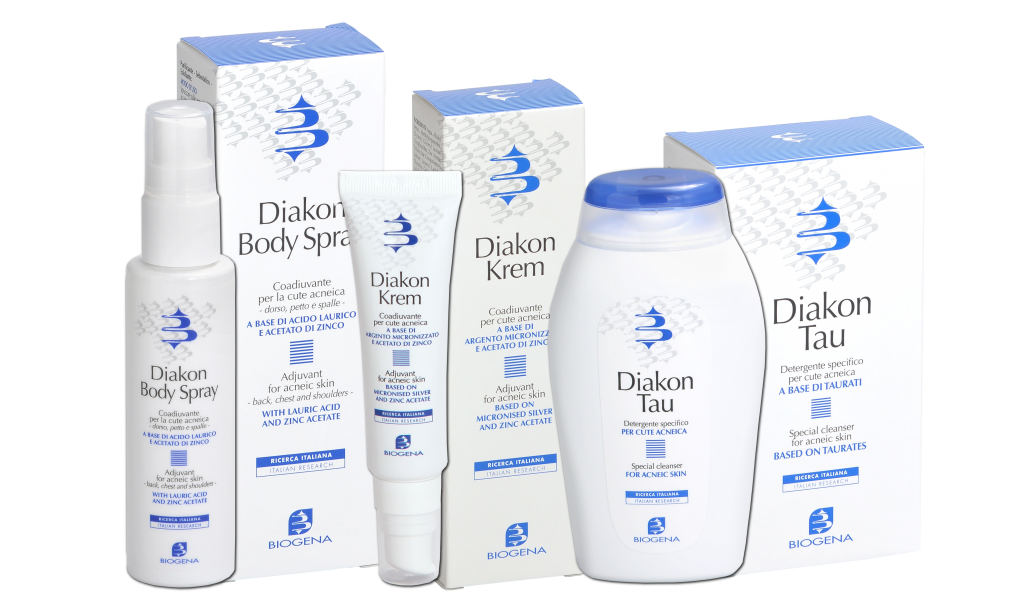 Diakon
Body Spray
Coadiuvante
per la cute acneica
- dorso, petto e spalle -
A BASE DI ACIDO LAURICO
E ACETATO DI ZINCO
Adjuvant
for acneic skin
- back, chest and shoulders -
WITH LAURIC ACID
AND ZINC ACETATE
RICERCA ITALIANA
ITALIAN RESEARCH
BIOGENA
Diakon
Body Spra
Coadiuvante
per la cute acneica
- dorso, petto e spalle -
A BASE DI ACIDO LAURICO
E ACETATO DI ZINCO
Adjuvant
for acneic skin
- back, chest and shoulders -
WITH LAURIC ACID
AND ZINC ACETATE
RICERCA ITALIANA
ITALIAN RESEARCH
BIOGENA
Diakon
Krem
Coadiuvante
per cute acneica
A BASE DI
ARGENTO MICRONIZZATO
E ACETATO DI ZINCO
Adjuvant
for acneic skin
BASED ON
MICRONISED SILVER
AND ZINC ACETATE
RICERCA ITALIANA
ITALIAN RESEARCH
BIOGENA
Diakon
Krem
Coadiuvante
per cute acneica
A BASE DI
ARGENTO MICRONIZZ
E ACETATO DI ZINC
Adjuvant
for acneic skin
BASED ON
MICRONISED SILVER
AND ZINC ACETATE
RICERCA ITALIANA
ITALIAN RESEARCH
BIOGENA
Diakon
Tau
Detergente specifico
PER CUTE ACNEICA
Special cleanser
FOR ACNEIC SKIN
RICERCA ITALIANA
ITALIAN RESEARCH
BIOGENA
Diakon
Tau
Detergente specifico
per cute acneica
A BASE DI TAURATI
Special cleanser
for acneic skin
BASED ON TAURATES
RICERCA ITALIANA
ITALIAN RESEARCH
BIOGENA